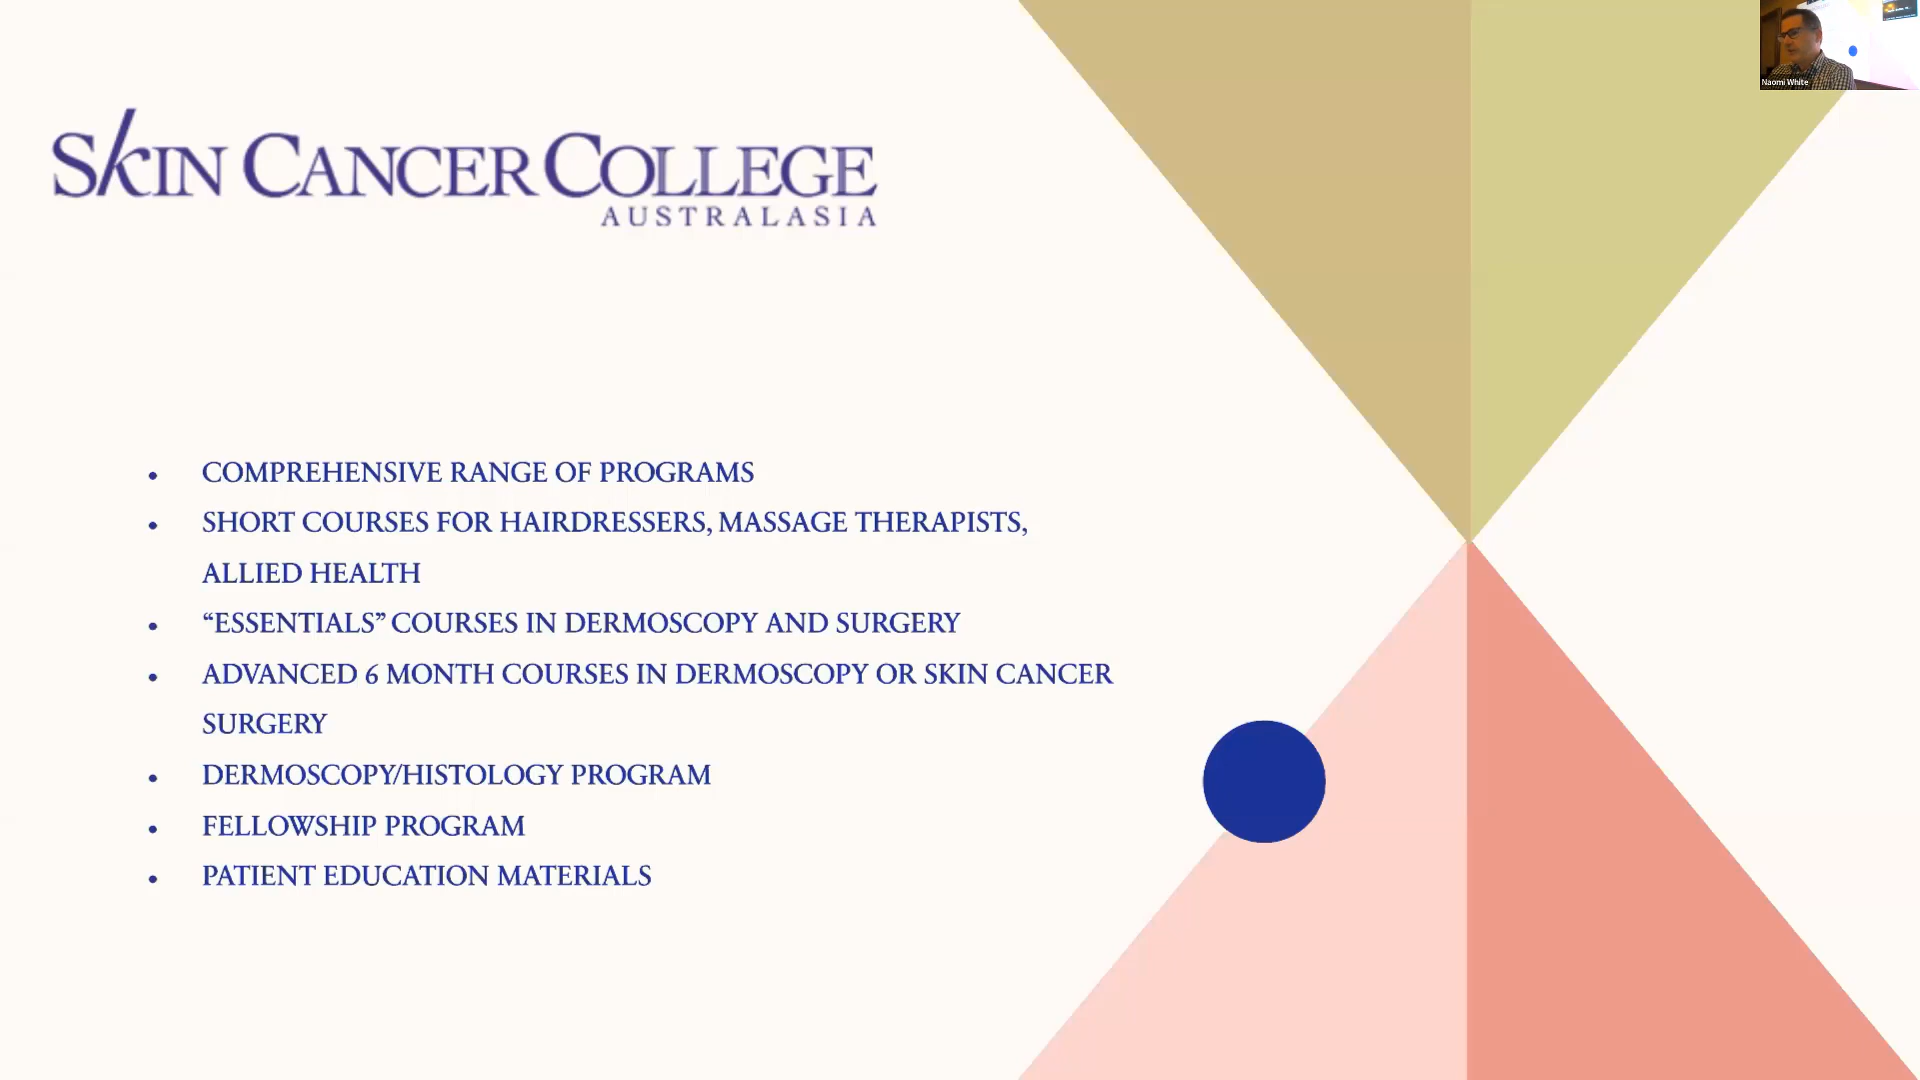 SkIN CANCER COLLEGE
AUSTRALASIA
• COMPREHENSIVE RANGE OF PROGRAMS
• SHORT COURSES FOR HAIRDRESSERS, MASSAGE THERAPISTS,
ALLIED HEALTH
• “ESSENTIALS” COURSES IN DERMOSCOPY AND SURGERY
• ADVANCED 6 MONTH COURSES IN DERMOSCOPY OR SKIN CANCER
SURGERY
• DERMOSCOPY/HISTOLOGY PROGRAM
• FELLOWSHIP PROGRAM
• PATIENT EDUCATION MATERIALS
Naomi White